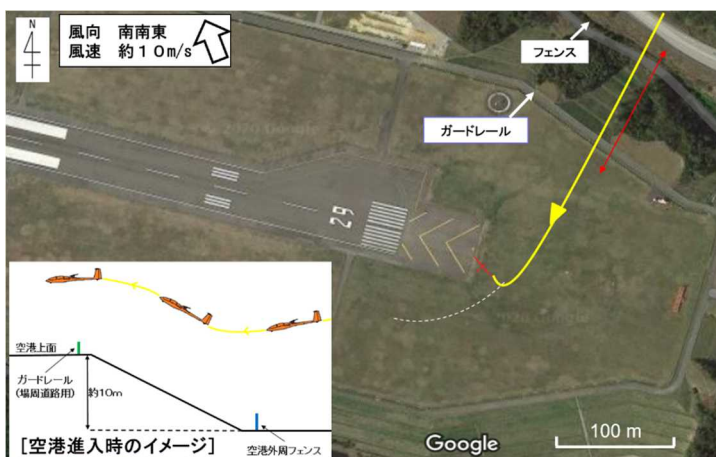 風向　南南東
風速　約10m/s
フェンス
ガードレール
29
空港上面
ガードレール
(場周道路用)
約10m
[空港進入時のイメージ]
空港外周フェンス
Google
100 m